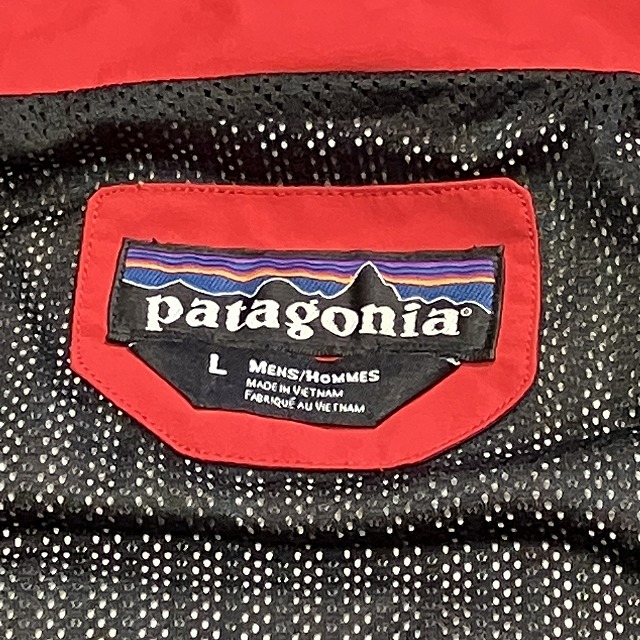 patagonia®
L MENS/HOMMES
MADE IN VIETNAM
FABRIQUÉ AU VIETNAM